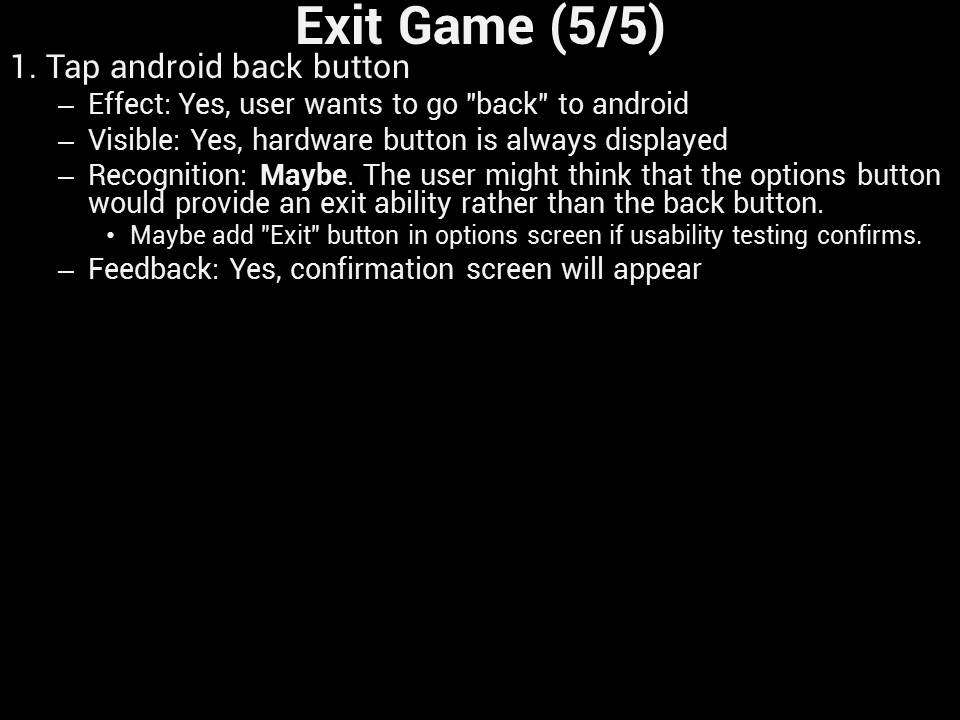 Exit Game (5/5)
1. Tap android back button
– Effect: Yes, user wants to go "back" to android
– Visible: Yes, hardware button is always displayed
– Recognition: Maybe. The user might think that the options button
would provide an exit ability rather than the back button.
• Maybe add "Exit" button in options screen if usability testing confirms.
– Feedback: Yes, confirmation screen will appear